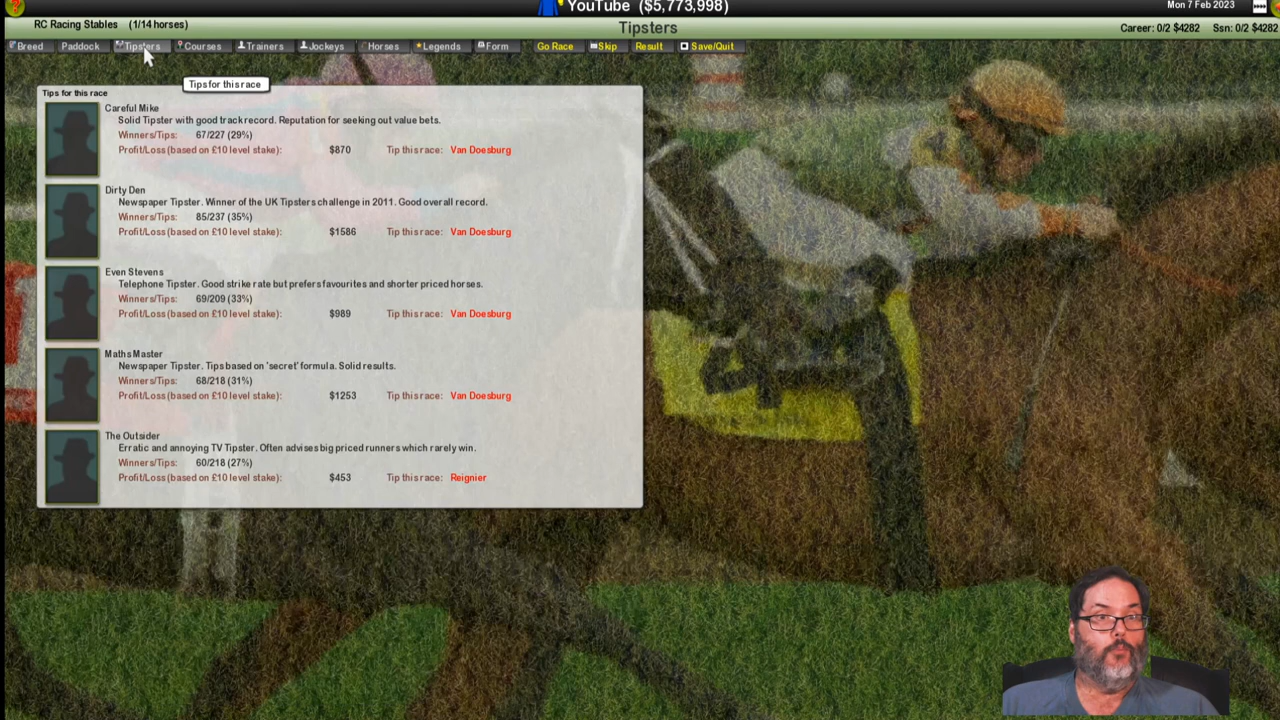 YouTube ($5,773,998)
Mon 7 Feb 2023
RC Racing Stables (1/14 horses)
Tipsters
Career: 0/2 $4282 Ssn: 0/2 $4282
Breed Paddock Tipsters Courses Trainers Jockeys Horses Legends Form Go Race Skip Result Save/Quit
Tips for this race
Tips for this race
Careful Mike
Solid Tipster with good track record. Reputation for seeking out value bets.
Winners/Tips: 67/227 (29%)
Profit/Loss (based on £10 level stake): $870 Tip this race: Van Doesburg
Dirty Den
Newspaper Tipster. Winner of the UK Tipsters challenge in 2011. Good overall record.
Winners/Tips: 85/237 (35%)
Profit/Loss (based on £10 level stake): $1586 Tip this race: Van Doesburg
Even Stevens
Telephone Tipster. Good strike rate but prefers favourites and shorter priced horses.
Winners/Tips: 69/209 (33%)
Profit/Loss (based on £10 level stake): $989 Tip this race: Van Doesburg
Maths Master
Newspaper Tipster. Tips based on 'secret' formula. Solid results.
Winners/Tips: 68/218 (31%)
Profit/Loss (based on £10 level stake): $1253 Tip this race: Van Doesburg
The Outsider
Erratic and annoying TV Tipster. Often advises big priced runners which rarely win.
Winners/Tips: 60/218 (27%)
Profit/Loss (based on £10 level stake): $453 Tip this race: Reignier